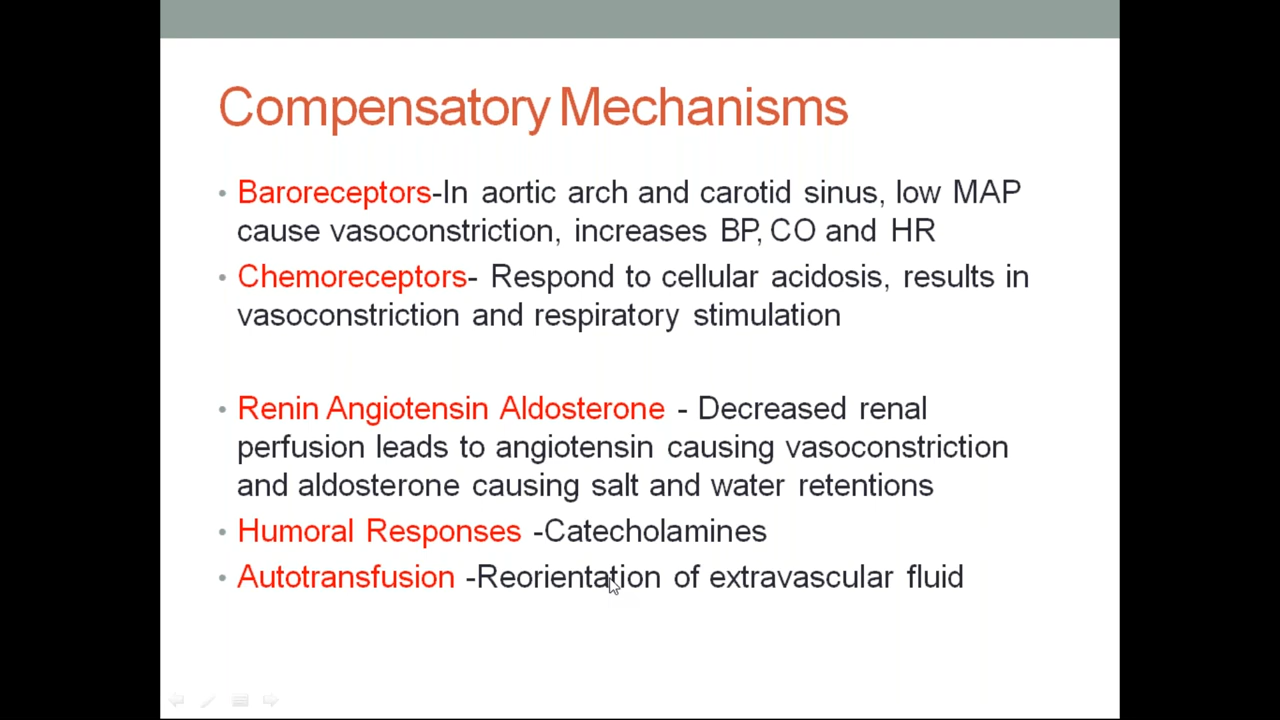 Compensatory Mechanisms
• Baroreceptors-In aortic arch and carotid sinus, low MAP
cause vasoconstriction, increases BP, CO and HR
• Chemoreceptors- Respond to cellular acidosis, results in
vasoconstriction and respiratory stimulation
• Renin Angiotensin Aldosterone - Decreased renal
perfusion leads to angiotensin causing vasoconstriction
and aldosterone causing salt and water retentions
• Humoral Responses -Catecholamines
• Autotransfusion -Reorientation of extravascular fluid